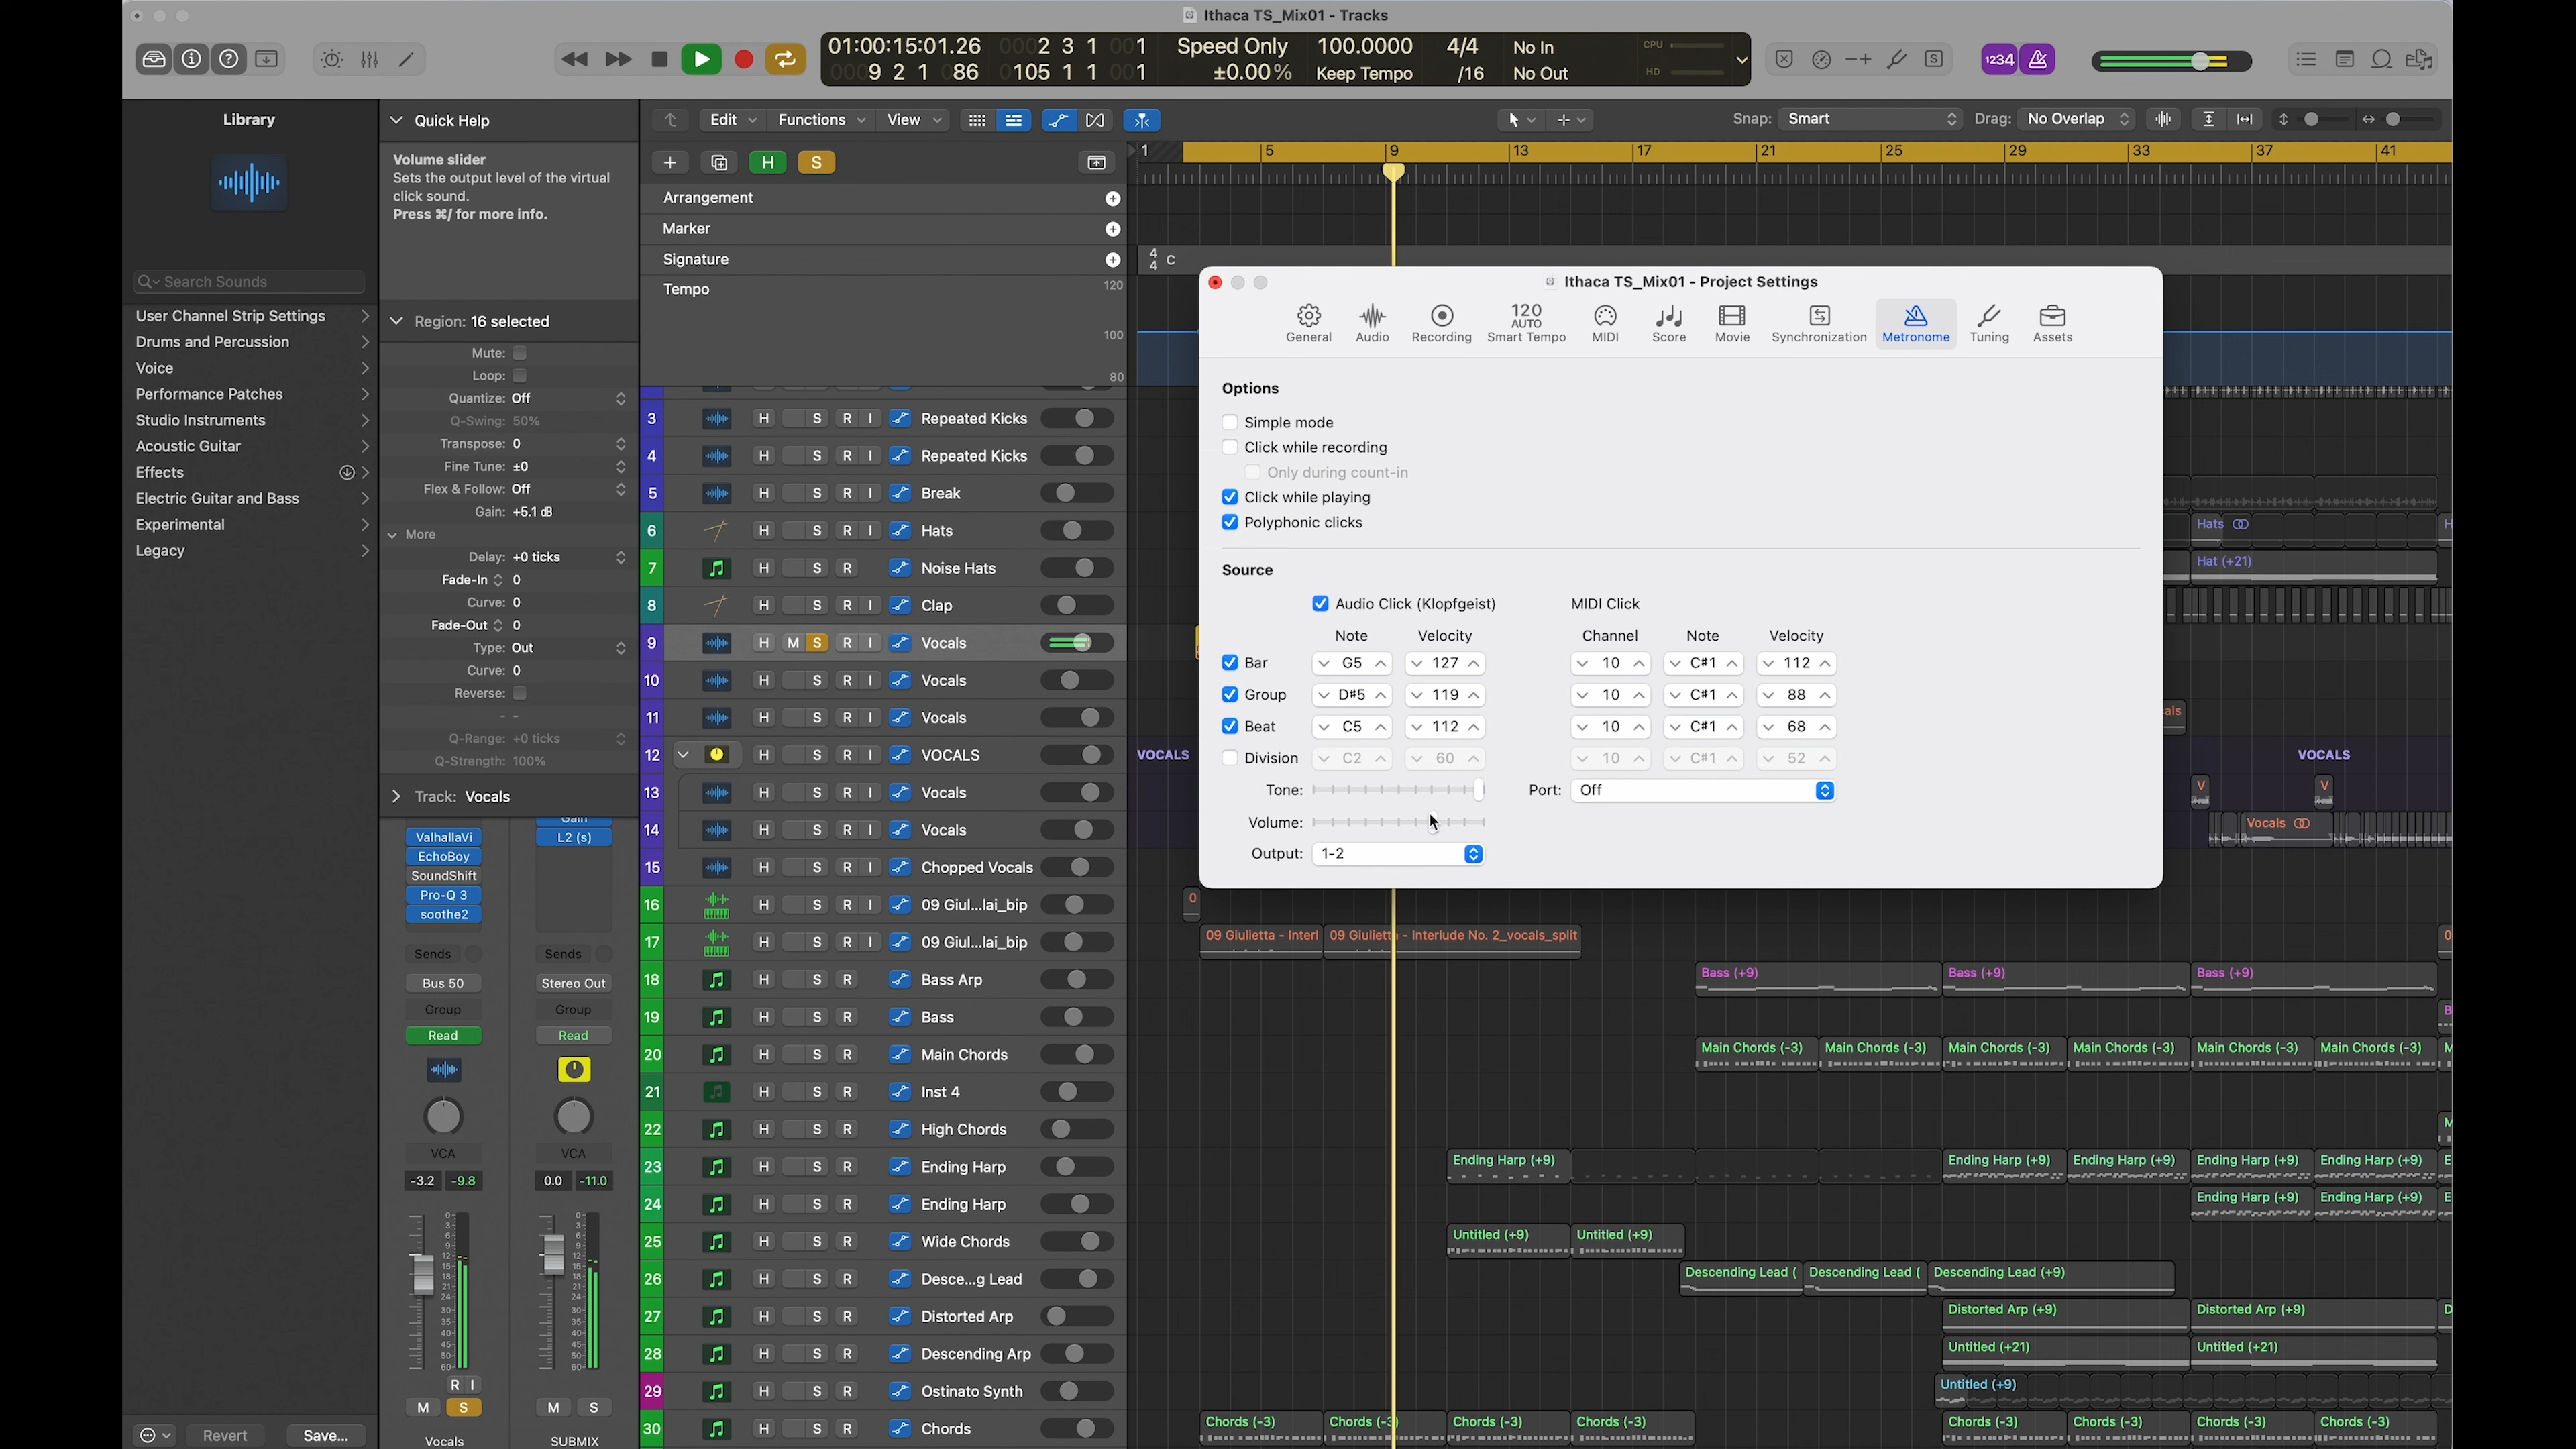 Ithaca TS_Mix01 - Tracks
01:00:15:01.26 0002 3 1 001 Speed Only 100.0000 4/4 No In CPU
0009 2 1 086 0105 1 1 001 ±0.00% Keep Tempo /16 No Out HD
1234
Library
Quick Help
Edit Functions View
Snap: Smart Drag: No Overlap
Volume slider
Sets the output level of the virtual
click sound.
Press ⌘/ for more info.
H S
1 5 9 13 17 21 25 29 33 37 41
Arrangement
Marker
Signature
4
4 C
Tempo
120
100
80
Search Sounds
User Channel Strip Settings
Drums and Percussion
Voice
Performance Patches
Studio Instruments
Acoustic Guitar
Effects
Electric Guitar and Bass
Experimental
Legacy
Region: 16 selected
Mute:
Loop:
Quantize: Off
Q-Swing: 50%
Transpose: 0
Fine Tune: ±0
Flex & Follow: Off
Gain: +5.1 dB
More
Delay: +0 ticks
Fade-In 0
Curve: 0
Fade-Out 0
Type: Out
Curve: 0
Reverse:
- -
Q-Range: +0 ticks
Q-Strength: 100%
Track: Vocals
Gain
ValhallaVi L2 (s)
EchoBoy
SoundShift
Pro-Q 3
soothe2
Sends Sends
Bus 50 Stereo Out
Group Group
Read Read
VCA VCA
-3.2 -9.8 0.0 -11.0
R I
M S M S
Vocals SUBMIX
Revert Save...
3 H S R I Repeated Kicks
4 H S R I Repeated Kicks
5 H S R I Break
6 H S R I Hats
7 H S R Noise Hats
8 H S R I Clap
9 H M S R I Vocals
10 H S R I Vocals
11 H S R I Vocals
12 H S R I VOCALS
13 H S R I Vocals
14 H S R I Vocals
15 H S R I Chopped Vocals
16 H S R I 09 Giul...lai_bip
17 H S R I 09 Giul...lai_bip
18 H S R Bass Arp
19 H S R Bass
20 H S R Main Chords
21 H S R Inst 4
22 H S R High Chords
23 H S R Ending Harp
24 H S R Ending Harp
25 H S R Wide Chords
26 H S R Desce...g Lead
27 H S R Distorted Arp
28 H S R Descending Arp
29 H S R Ostinato Synth
30 H S R Chords
Ithaca TS_Mix01 - Project Settings
120
AUTO
General Audio Recording Smart Tempo MIDI Score Movie Synchronization Metronome Tuning Assets
Options
Simple mode
Click while recording
Only during count-in
Click while playing
Polyphonic clicks
Source
Audio Click (Klopfgeist) MIDI Click
Note Velocity Channel Note Velocity
Bar G5 127 10 C#1 112
Group D#5 119 10 C#1 88
Beat C5 112 10 C#1 68
Division C2 60 10 C#1 52
Tone: Port: Off
Volume:
Output: 1-2
Hats H
Hat (+21)
als
VOCALS VOCALS
V V
Vocals
0
09 Giulietta - Interl 09 Giulietta - Interlude No. 2_vocals_split 0
Bass (+9) Bass (+9) Bass (+9)
B
Main Chords (-3) Main Chords (-3) Main Chords (-3) Main Chords (-3) Main Chords (-3) Main Chords (-3) M
M
Ending Harp (+9) Ending Harp (+9) Ending Harp (+9) Ending Harp (+9) Ending Harp (+9) E
Ending Harp (+9) Ending Harp (+9) E
Untitled (+9) Untitled (+9)
Descending Lead ( Descending Lead ( Descending Lead (+9)
Distorted Arp (+9) Distorted Arp (+9) D
Untitled (+21) Untitled (+21)
Untitled (+9)
Chords (-3) Chords (-3) Chords (-3) Chords (-3) Chords (-3) Chords (-3) Chords (-3) Chords (-3)